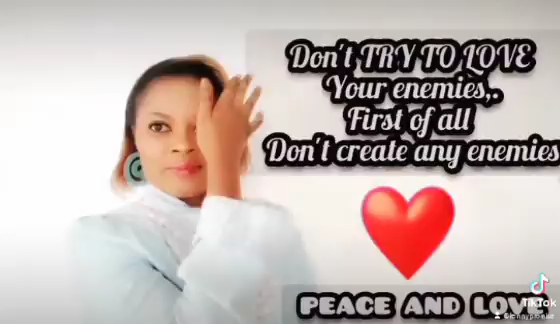 Don't TRY TO LOVE
Your enemies,.
First of all
Don't create any enemies
PEACE AND LOVE
TikTok